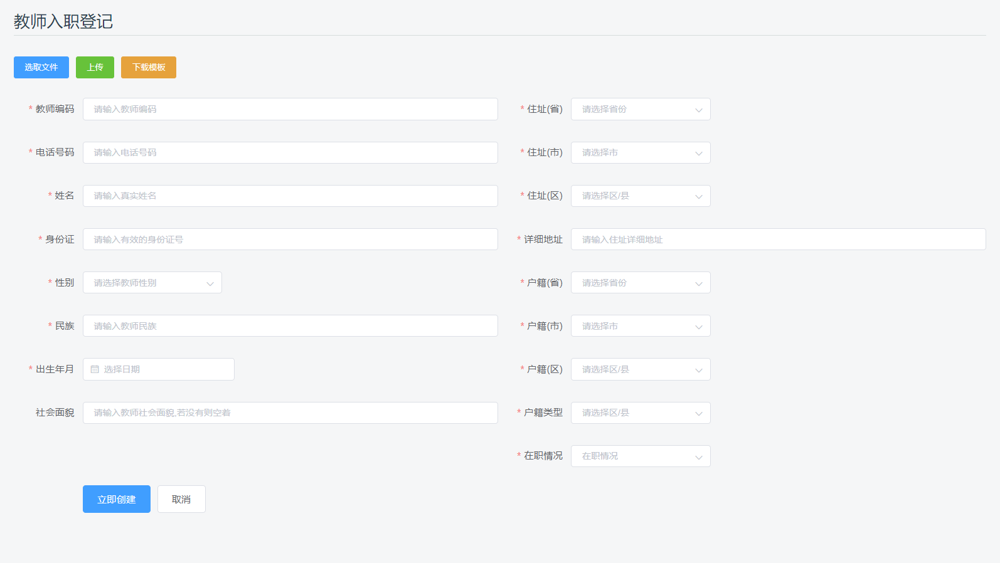 教师入职登记
选取文件 上传 下载模板
* 教师编码 请输入教师编码 * 住址(省) 请选择省份
* 电话号码 请输入电话号码 * 住址(市) 请选择市
* 姓名 请输入真实姓名 * 住址(区) 请选择区/县
* 身份证 请输入有效的身份证号 * 详细地址 请输入住址详细地址
* 性别 请选择教师性别 * 户籍(省) 请选择省份
* 民族 请输入教师民族 * 户籍(市) 请选择市
* 出生年月 选择日期 * 户籍(区) 请选择区/县
社会面貌 请输入教师社会面貌,若没有则空着 * 户籍类型 请选择区/县
* 在职情况 在职情况
立即创建 取消